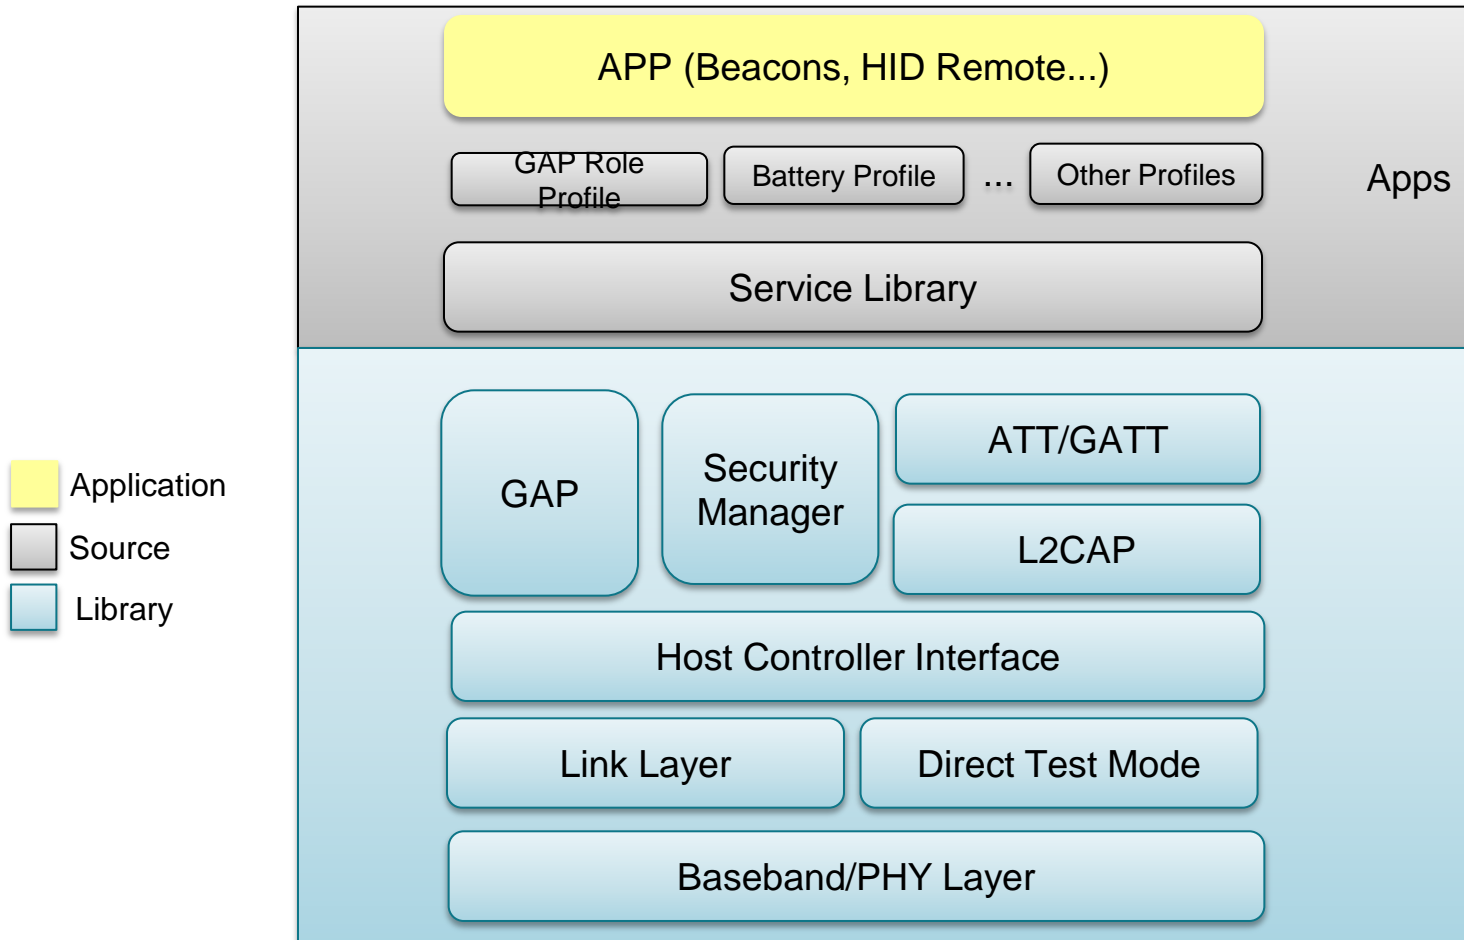 APP (Beacons, HID Remote...)
GAP Role
Profile
Battery Profile
...
Other Profiles
Apps
Service Library
GAP
Security
Manager
ATT/GATT
L2CAP
Application
Source
Library
Host Controller Interface
Link Layer
Direct Test Mode
Baseband/PHY Layer